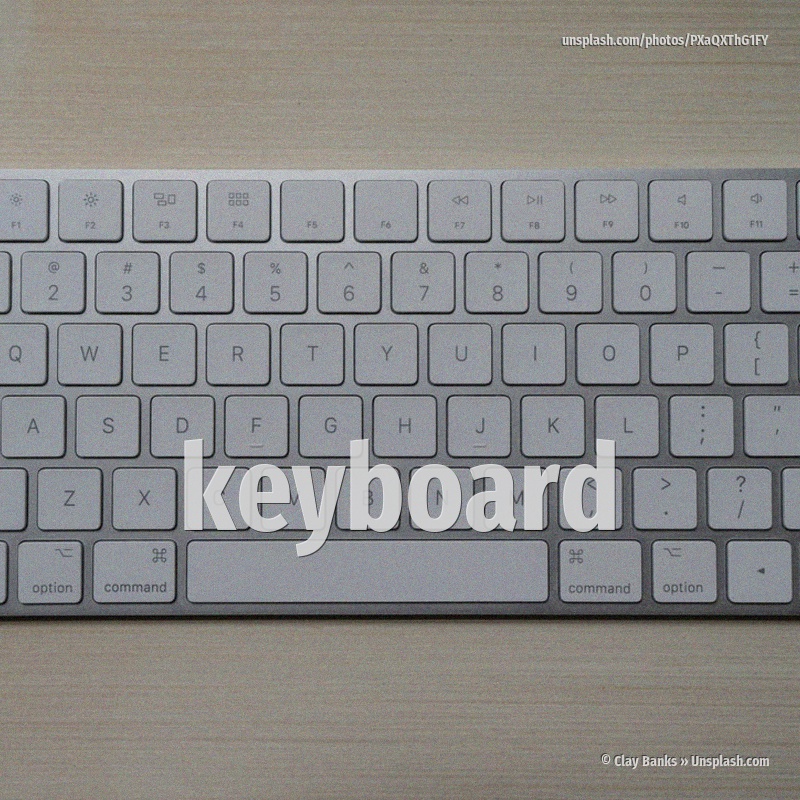 unsplash.com/photos/PXaQXThG1FY
F1 F2 F3 F4 F5 F6 F7 F8 F9 F10 F11
@ # $ % ^ & * ( ) — +
2 3 4 5 6 7 8 9 0 - =
Q W E R T Y U I O P { [
A S D F G H J K L : ; " ,
keyboard
Z X B N M < , > . ? /
option command command option
© Clay Banks » Unsplash.com